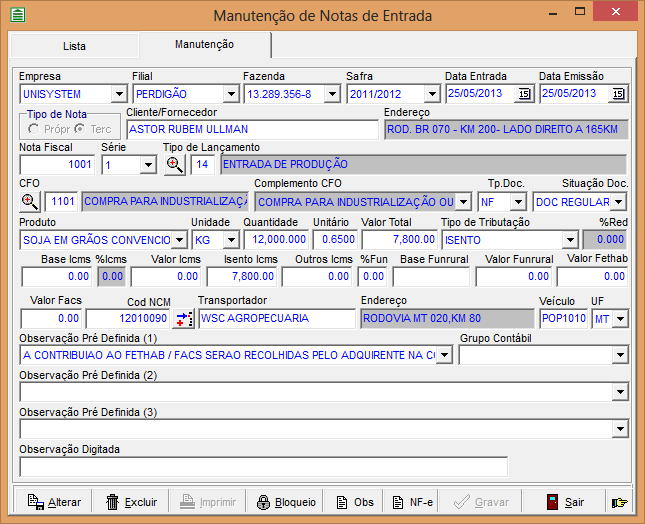 Manutenção de Notas de Entrada
Lista Manutenção
Empresa Filial Fazenda Safra Data Entrada Data Emissão
UNISYSTEM PERDIGÃO 13.289.356-8 2011/2012 25/05/2013 15 25/05/2013 15
Tipo de Nota Cliente/Fornecedor Endereço
Própr Terc ASTOR RUBEM ULLMAN ROD. BR 070 - KM 200- LADO DIREITO A 165KM
Nota Fiscal Série Tipo de Lançamento
1001 1 14 ENTRADA DE PRODUÇÃO
CFO Complemento CFO Tp.Doc. Situação Doc.
1101 COMPRA PARA INDUSTRIALIZAÇ COMPRA PARA INDUSTRIALIZAÇÃO OU NF DOC REGULAR
Produto Unidade Quantidade Unitário Valor Total Tipo de Tributação %Red
SOJA EM GRÃOS CONVENCIO KG 12,000.000 0.6500 7,800.00 ISENTO 0.000
Base Icms %Icms Valor Icms Isento Icms Outros Icms %Fun Base Funrural Valor Funrural Valor Fethab
0.00 0.00 0.00 7,800.00 0.00 0.00 0.00 0.00 0.00
Valor Facs Cod NCM Transportador Endereço Veículo UF
0.00 12010090 WSC AGROPECUARIA RODOVIA MT 020,KM 80 POP1010 MT
Observação Pré Definida (1) Grupo Contábil
A CONTRIBUIAO AO FETHAB / FACS SERAO RECOLHIDAS PELO ADQUIRENTE NA CO
Observação Pré Definida (2)
Observação Pré Definida (3)
Observação Digitada
Alterar Excluir Imprimir Bloqueio Obs NF-e Gravar Sair